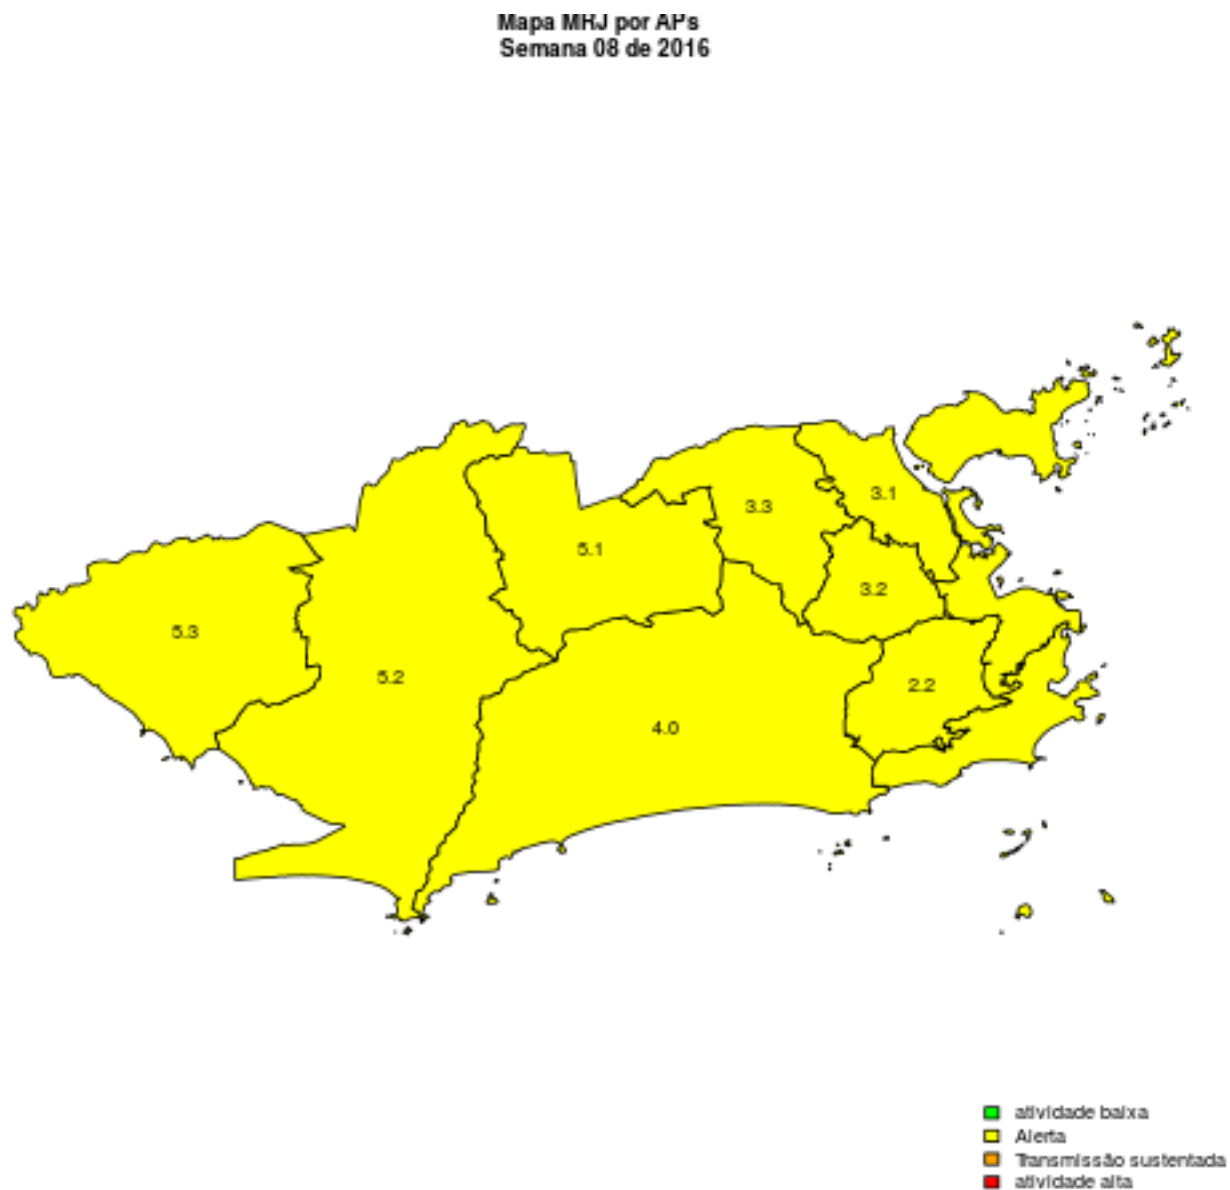 Mapa MRJ por APs
Semana 08 de 2016
3.1
3.3
5.1
3.2
5.3
5.2
2.2
4.0
atividade baixa
Alerta
Transmissão sustentada
atividade alta